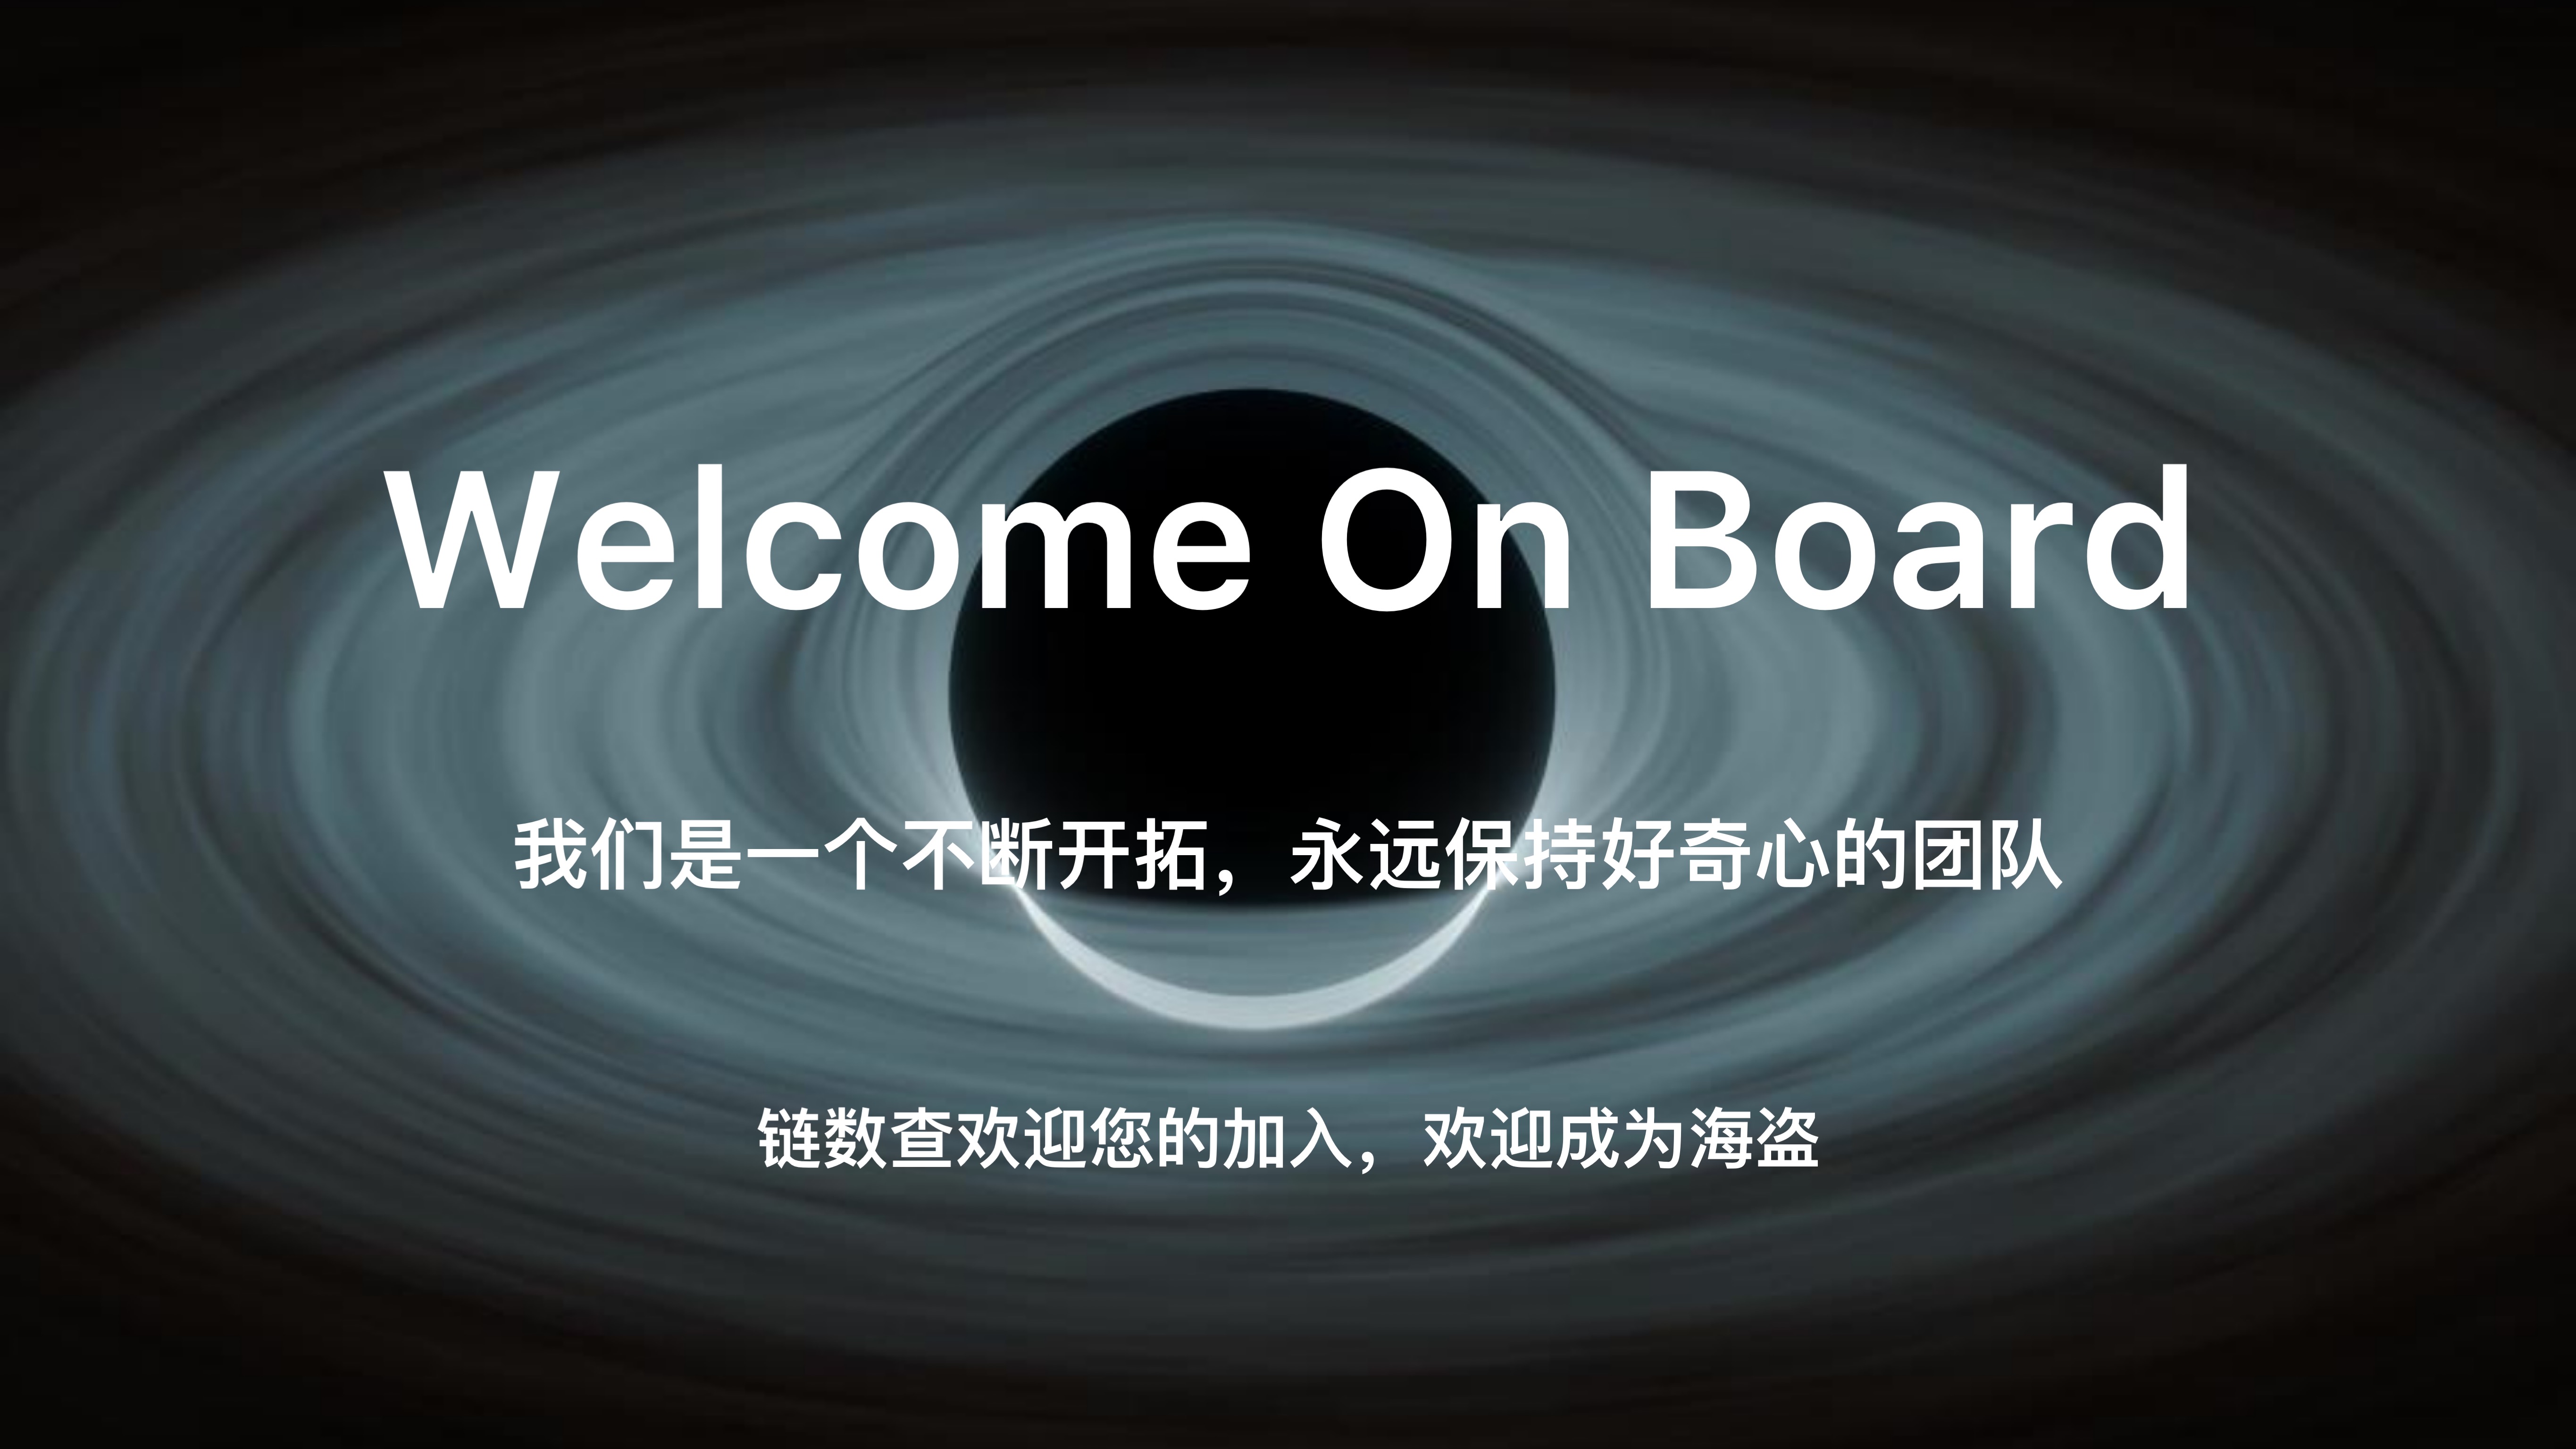 Welcome On Board
我们是一个不断开拓，永远保持好奇心的团队
链数查欢迎您的加入，欢迎成为海盗